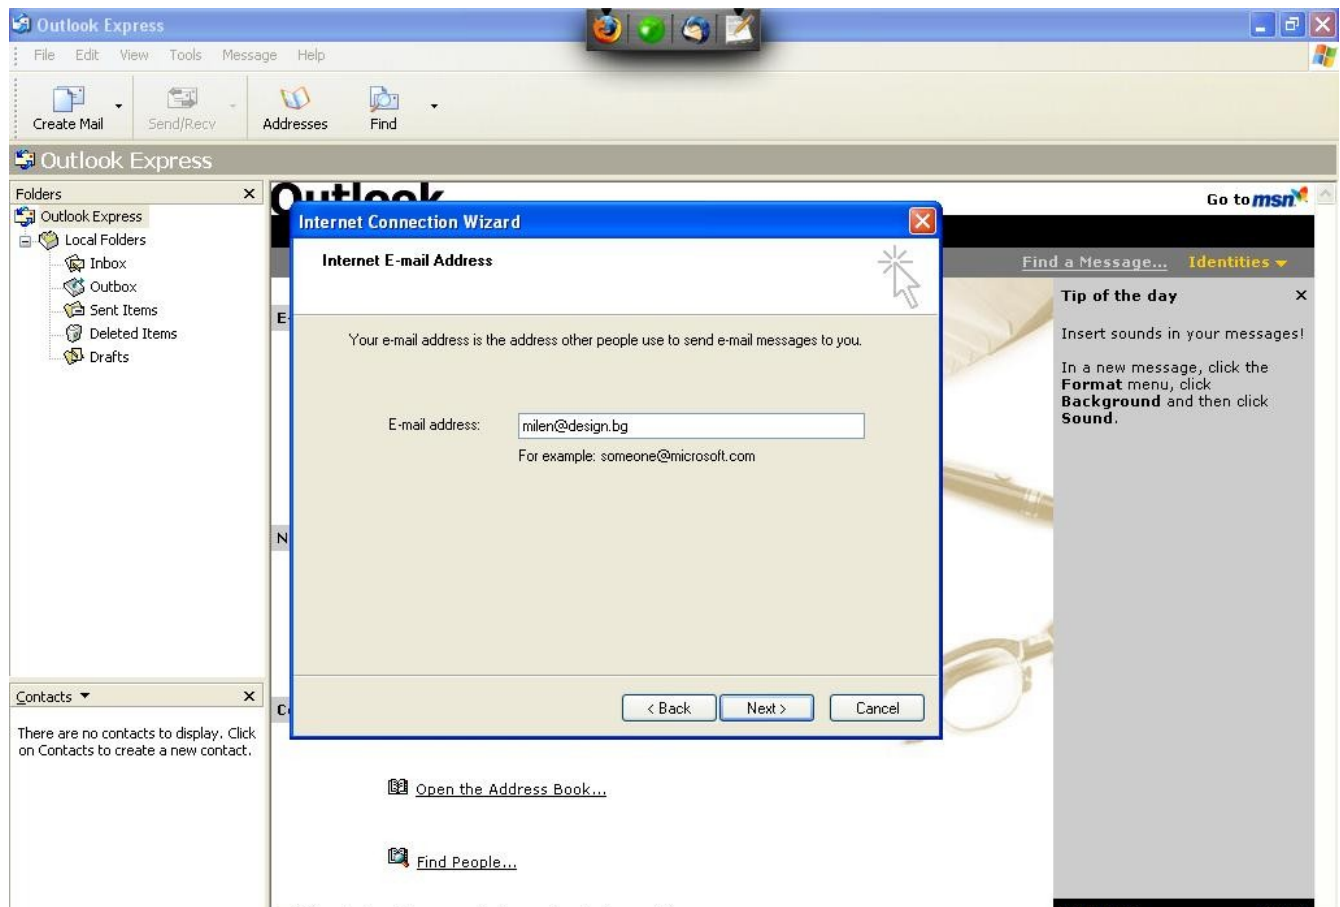 Outlook Express
File Edit View Tools Message Help
Create Mail Send/Recv Addresses Find
Outlook Express
Folders
Outlook Express
Local Folders
Inbox
Outbox
Sent Items
Deleted Items
Drafts
Contacts
There are no contacts to display. Click
on Contacts to create a new contact.
Outlook
Go to msn
Find a Message... Identities
E-
N
Internet Connection Wizard
Internet E-mail Address
Your e-mail address is the address other people use to send e-mail messages to you.
E-mail address: milen@design.bg
For example: someone@microsoft.com
< Back Next > Cancel
Open the Address Book...
Find People...
Tip of the day
Insert sounds in your messages!
In a new message, click the
Format menu, click
Background and then click
Sound.